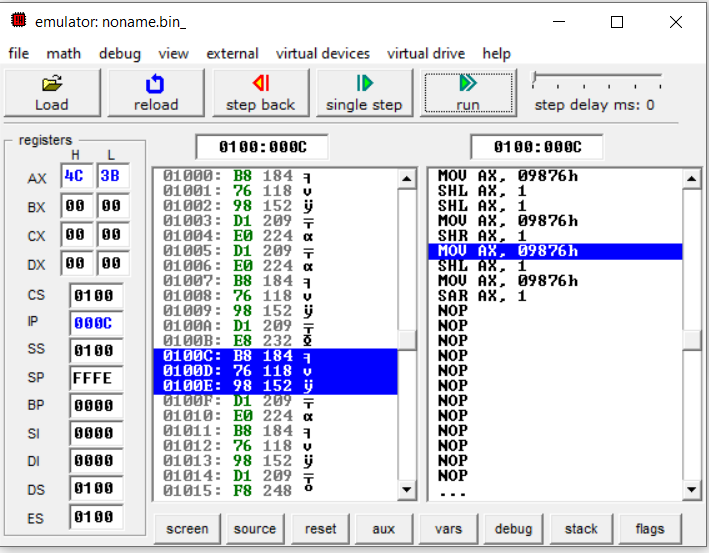 emulator: noname.bin_
file math debug view external virtual devices virtual drive help
Load reload step back single step run step delay ms: 0
registers
H L
AX 4C 3B
BX 00 00
CX 00 00
DX 00 00
CS 0100
IP 000C
SS 0100
SP FFFE
BP 0000
SI 0000
DI 0000
DS 0100
ES 0100
0100:000C
01000: B8 184 ╕
01001: 76 118 v
01002: 98 152 ÿ
01003: D1 209 ╤
01004: E0 224 α
01005: D1 209 ╤
01006: E0 224 α
01007: B8 184 ╕
01008: 76 118 v
01009: 98 152 ÿ
0100A: D1 209 ╤
0100B: E8 232 Φ
0100C: B8 184 ╕
0100D: 76 118 v
0100E: 98 152 ÿ
0100F: D1 209 ╤
01010: E0 224 α
01011: B8 184 ╕
01012: 76 118 v
01013: 98 152 ÿ
01014: D1 209 ╤
01015: F8 248 °
0100:000C
MOV AX, 09876h
SHL AX, 1
SHL AX, 1
MOV AX, 09876h
SHR AX, 1
MOV AX, 09876h
SHL AX, 1
MOV AX, 09876h
SAR AX, 1
NOP
NOP
NOP
NOP
NOP
NOP
NOP
NOP
NOP
NOP
NOP
NOP
...
screen source reset aux vars debug stack flags